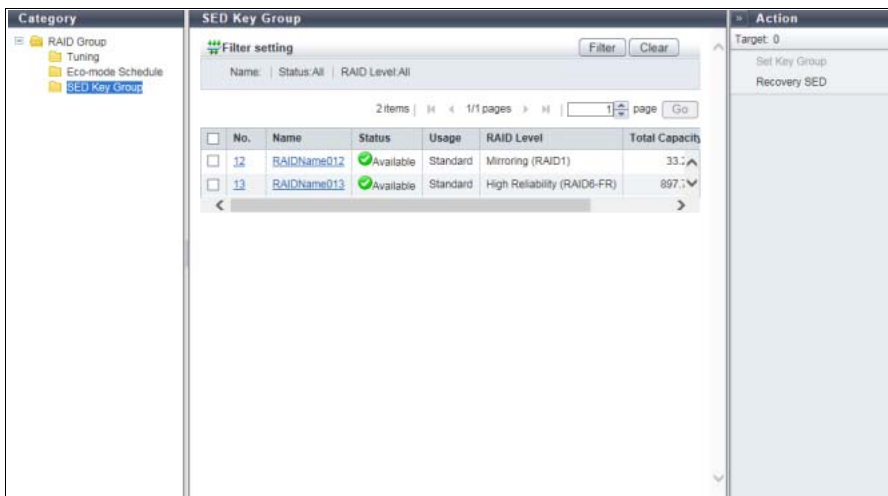 Category
RAID Group
Tuning
Eco-mode Schedule
SED Key Group
SED Key Group
Filter setting
Filter Clear
Name: | Status:All | RAID Level:All
2 items | 1/1 pages | 1 page Go
No. Name Status Usage RAID Level Total Capacity
12 RAIDName012 Available Standard Mirroring (RAID1) 33.
13 RAIDName013 Available Standard High Reliability (RAID6-FR) 897.
» Action
Target: 0
Set Key Group
Recovery SED